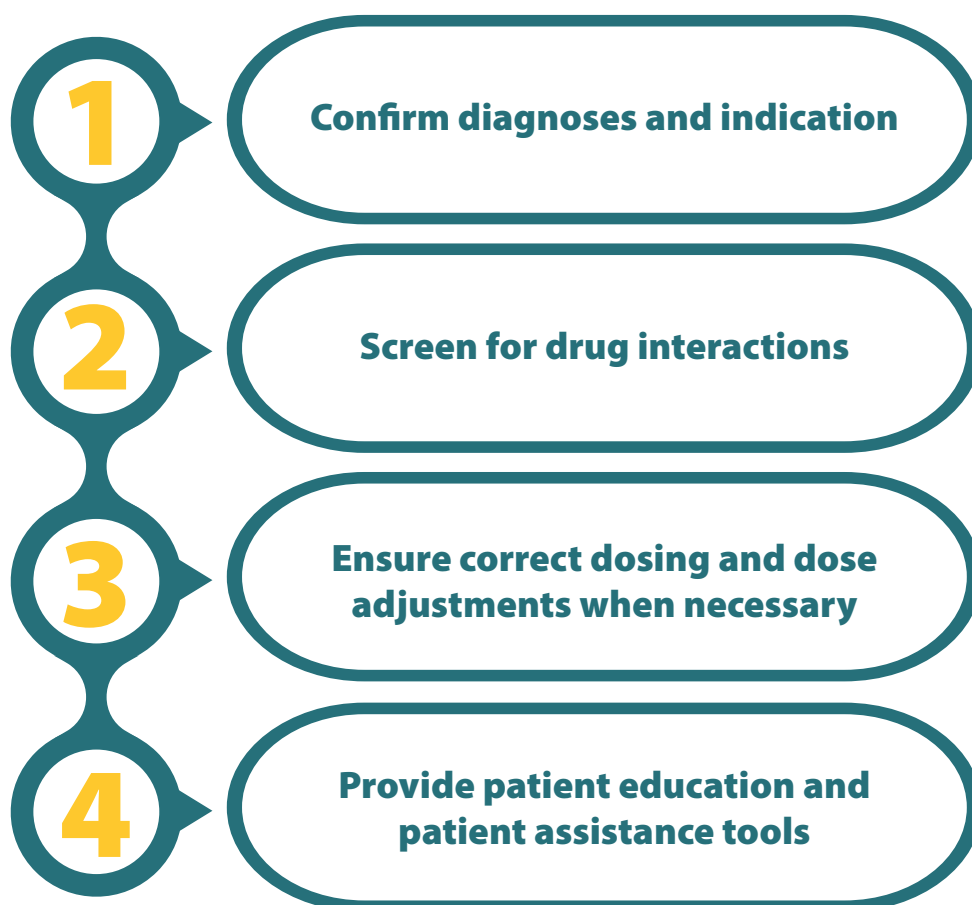 1
Confirm diagnoses and indication
2
Screen for drug interactions
3
Ensure correct dosing and dose
adjustments when necessary
4
Provide patient education and
patient assistance tools